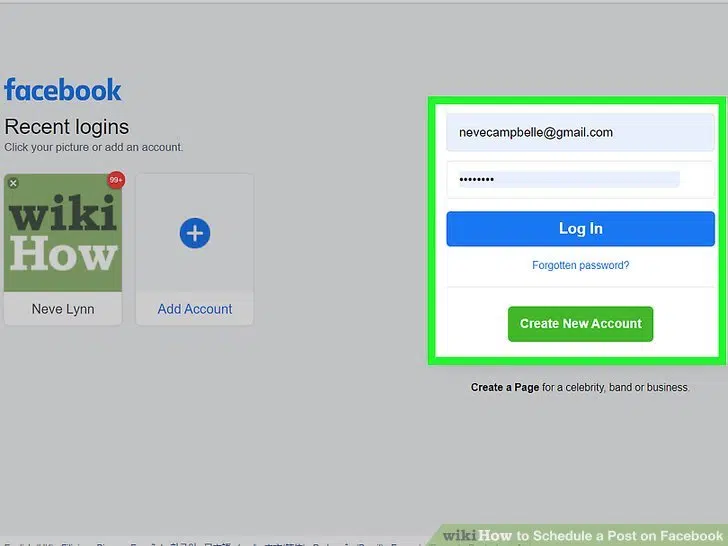 facebook
Recent logins
Click your picture or add an account.
99+
wiki
How
Neve Lynn
Add Account
nevecampbelle@gmail.com
••••••••
Log In
Forgotten password?
Create New Account
Create a Page for a celebrity, band or business.
wikiHow to Schedule a Post on Facebook